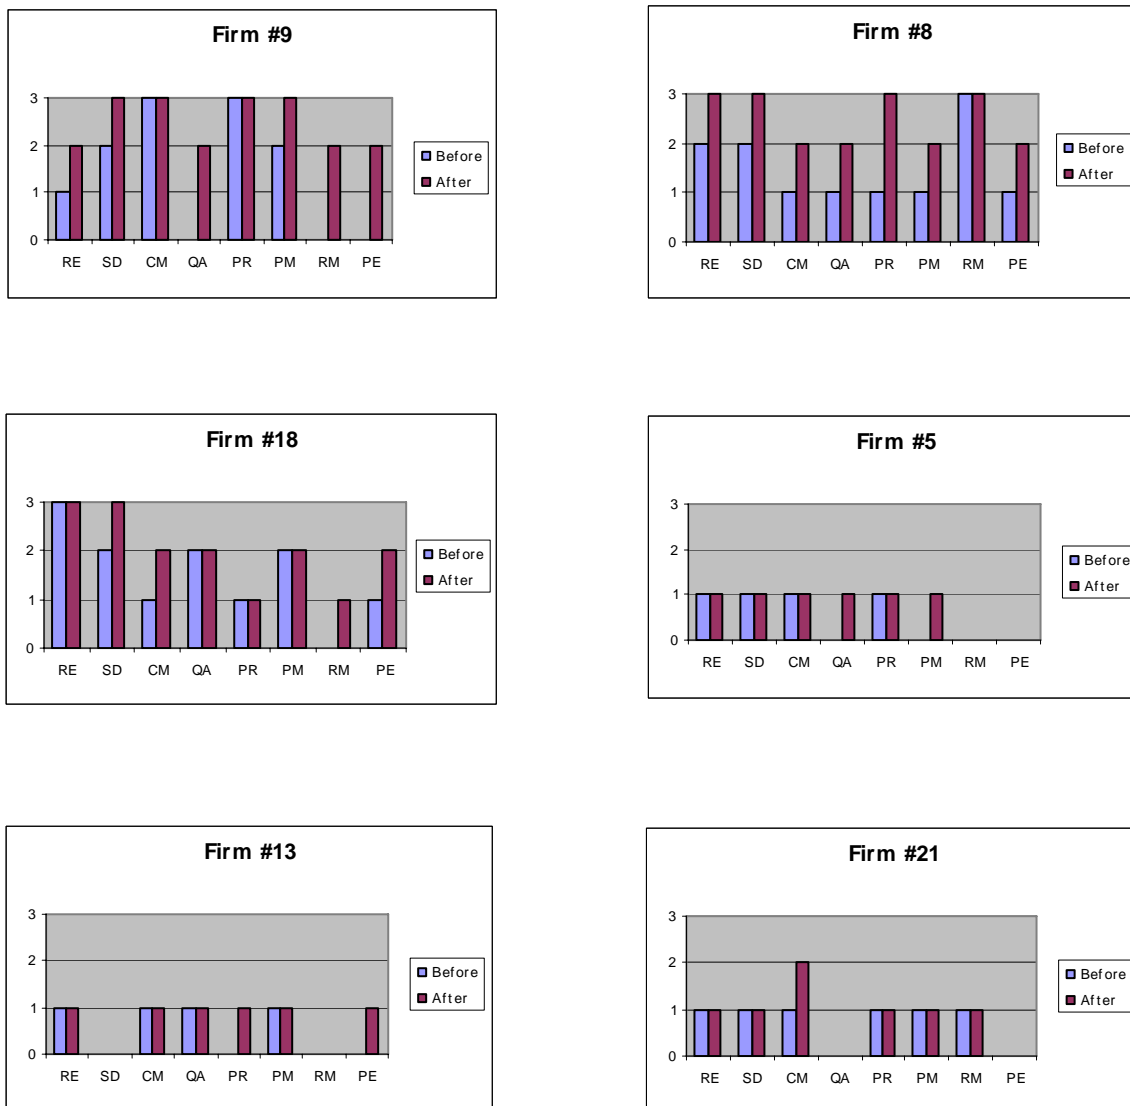 Firm #9
3
2
1
0
RE SD CM QA PR PM RM PE
Before
After
Firm #8
3
2
1
0
RE SD CM QA PR PM RM PE
Before
After
Firm #18
3
2
1
0
RE SD CM QA PR PM RM PE
Before
After
Firm #5
3
2
1
0
RE SD CM QA PR PM RM PE
Before
After
Firm #13
3
2
1
0
RE SD CM QA PR PM RM PE
Before
After
Firm #21
3
2
1
0
RE SD CM QA PR PM RM PE
Before
After